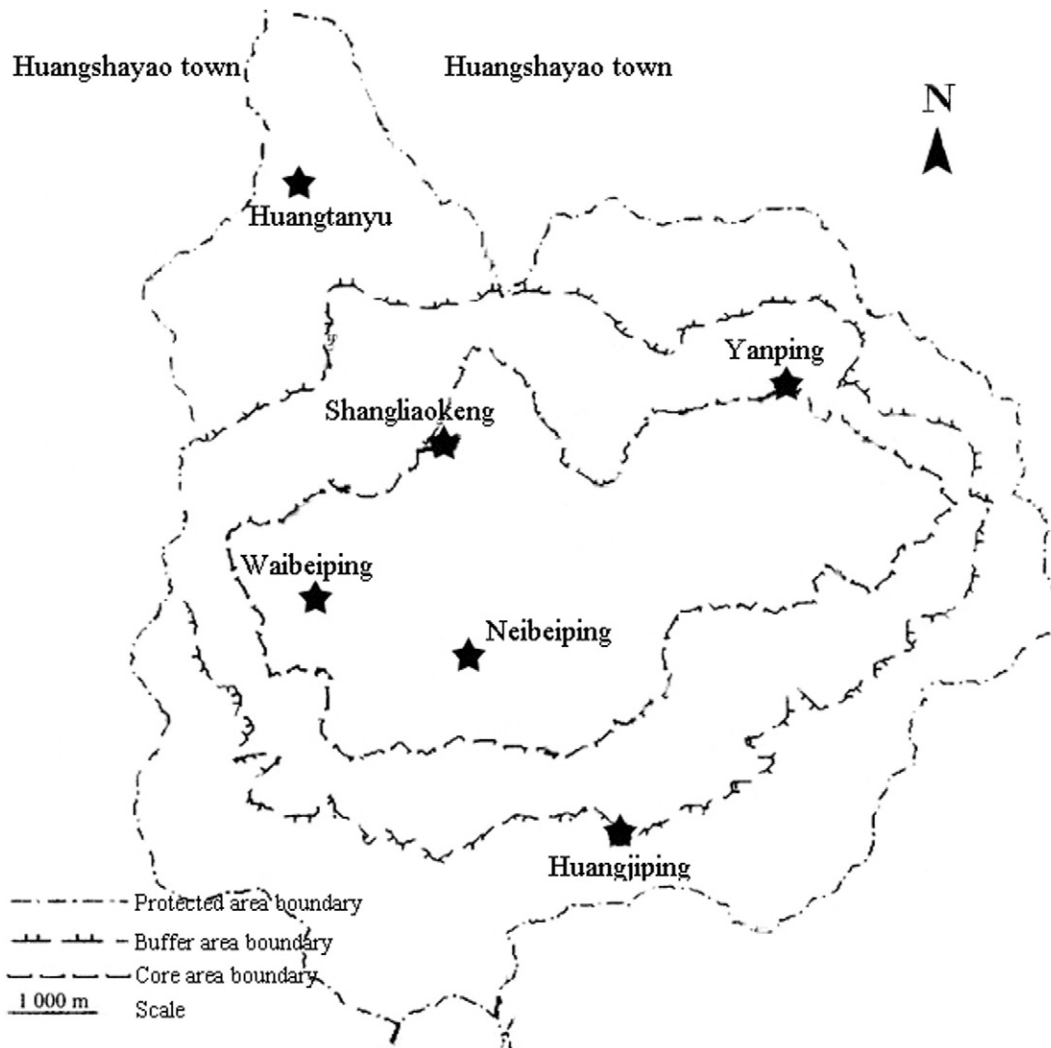 Huangshayao town
Huangshayao town
N
Huangtanyu
Yanping
Shangliaokeng
Waibeiping
Neibeiping
Huangjiping
Protected area boundary
Buffer area boundary
Core area boundary
1 000 m
Scale